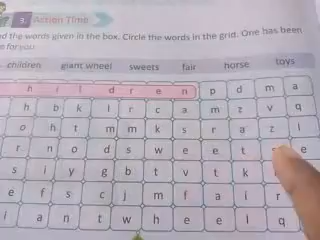 3. Action Time
d the words given in the box. Circle the words in the grid. One has been
e for you.
children giant wheel sweets fair horse toys
h i l d r e n p d m a
h b k l r c a m z v q
o h t m m k s r a z l
r n o d s w e e t s e
s i y g b t v t k l
e f s c j m f a i r
i a n t w h e e l q